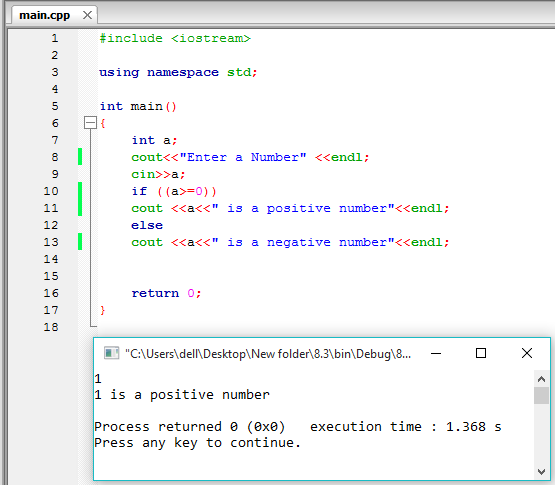 main.cpp
1 #include <iostream>
2
3 using namespace std;
4
5 int main()
6 {
7 int a;
8 cout<<"Enter a Number" <<endl;
9 cin>>a;
10 if ((a>=0))
11 cout <<a<<" is a positive number"<<endl;
12 else
13 cout <<a<<" is a negative number"<<endl;
14
15
16 return 0;
17 }
18
"C:\Users\dell\Desktop\New folder\8.3\bin\Debug\8...
1
1 is a positive number
Process returned 0 (0x0) execution time : 1.368 s
Press any key to continue.